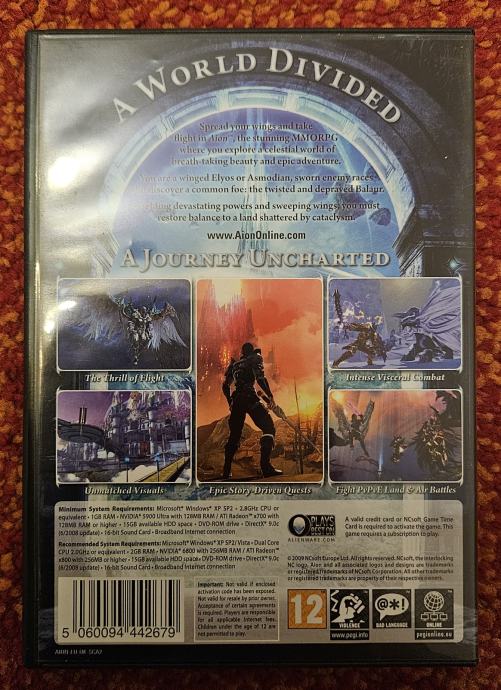 A WORLD DIVIDED
Spread your wings and take
flight in Aion™, the stunning MMORPG
where you explore a celestial world of
breath-taking beauty and epic adventure.
You are a winged Elyos or Asmodian, sworn enemy races
discover a common foe: the twisted and depraved Balaur.
devastating powers and sweeping wings, you must
restore balance to a land shattered by cataclysm.
www.AionOnline.com
A JOURNEY UNCHARTED
The Thrill of Flight
Intense Visceral Combat
Unmatched Visuals
Epic Story-Driven Quests
Fight PvPvE Land & Air Battles
Minimum System Requirements: Microsoft® Windows® XP SP2 • 2.8GHz CPU or
equivalent • 1GB RAM • NVIDIA® 5900 Ultra with 128MB RAM / ATI Radeon™ x700 with
128MB RAM or higher • 15GB available HDD space • DVD-ROM drive • DirectX® 9.0c
(6/2008 update) • 16-bit Sound Card • Broadband Internet connection
Recommended System Requirements: Microsoft® Windows® XP SP2/Vista • Dual Core
CPU 2.0GHz or equivalent • 2GB RAM • NVIDIA® 6600 with 256MB RAM / ATI Radeon™
x800 with 256MB or higher • 15GB available HDD space • DVD-ROM drive • DirectX® 9.0c
(6/2008 update) • 16-bit Sound Card • Broadband Internet connection
PLAYS
BEST ON
ALIENWARE.COM
A valid credit card or NCsoft Game Time
Card is required to activate the game. This
game requires a subscription to play.
© 2009 NCsoft Europe Ltd. All rights reserved. NCsoft, the interlocking
NC logo, Aion and all associated logos and designs are trademarks
or registered trademarks of NCsoft Corporation. All other trademarks
or registered trademarks are property of their respective owners.
5 060094 442679
Important: Not valid if enclosed
activation code has been exposed.
Not valid for resale by prior owner.
Acceptance of certain agreements
is required. Players are responsible
for all applicable Internet fees.
Children under the age of 12 are
not permitted to play.
12
VIOLENCE
@*!
BAD LANGUAGE
ONLINE
www.pegi.info
pegionline.eu